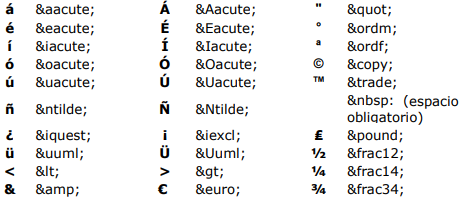 á &aacute; Á &Aacute; " &quot;
é &eacute; É &Eacute; º &ordm;
í &iacute; Í &Iacute; ª &ordf;
ó &oacute; Ó &Oacute; © &copy;
ú &uacute; Ú &Uacute; ™ &trade;
ñ &ntilde; Ñ &Ntilde; &nbsp: (espacio
obligatorio)
¿ &iquest; ¡ &iexcl; £ &pound;
ü &uuml; Ü &Uuml; ½ &frac12;
< &lt; > &gt; ¼ &frac14;
& &amp; € &euro; ¾ &frac34;